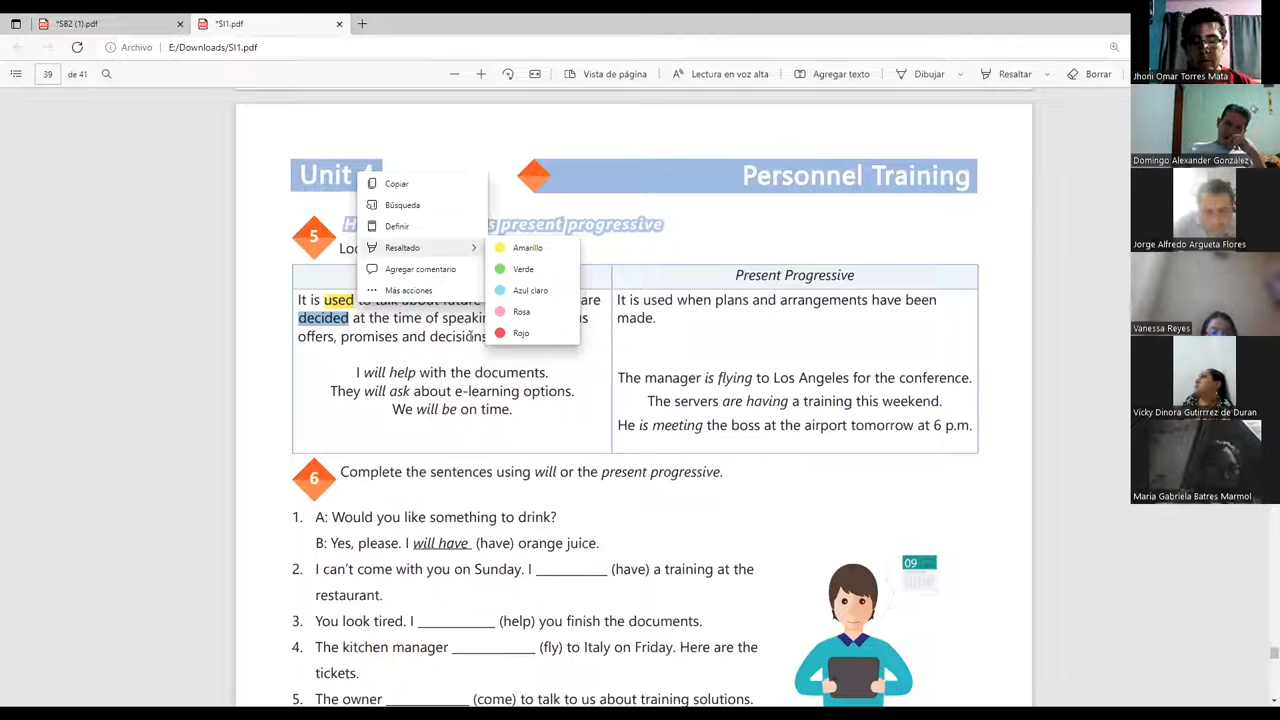 *SB2 (1).pdf
*SI1.pdf
Archivo E:/Downloads/SI1.pdf
39 de 41
Vista de página
Lectura en voz alta
Agregar texto
Dibujar
Resaltar
Borrar
Unit
Personnel Training
5
present progressive
Present Progressive
It is used to talk about future are
decided at the time of speaking
offers, promises and decisions
I will help with the documents.
They will ask about e-learning options.
We will be on time.
It is used when plans and arrangements have been
made.
The manager is flying to Los Angeles for the conference.
The servers are having a training this weekend.
He is meeting the boss at the airport tomorrow at 6 p.m.
Copiar
Búsqueda
Definir
Resaltado
Agregar comentario
Más acciones
Amarillo
Verde
Azul claro
Rosa
Rojo
6 Complete the sentences using will or the present progressive.
1. A: Would you like something to drink?
B: Yes, please. I will have (have) orange juice.
2. I can't come with you on Sunday. I __________ (have) a training at the
restaurant.
3. You look tired. I ___________ (help) you finish the documents.
4. The kitchen manager ____________ (fly) to Italy on Friday. Here are the
tickets.
5. The owner ____________ (come) to talk to us about training solutions.
09
Jhoni Omar Torres Mata
Domingo Alexander González
Jorge Alfredo Argueta Flores
Vanessa Reyes
Vicky Dinora Gutirrrez de Duran
Maria Gabriela Batres Marmol